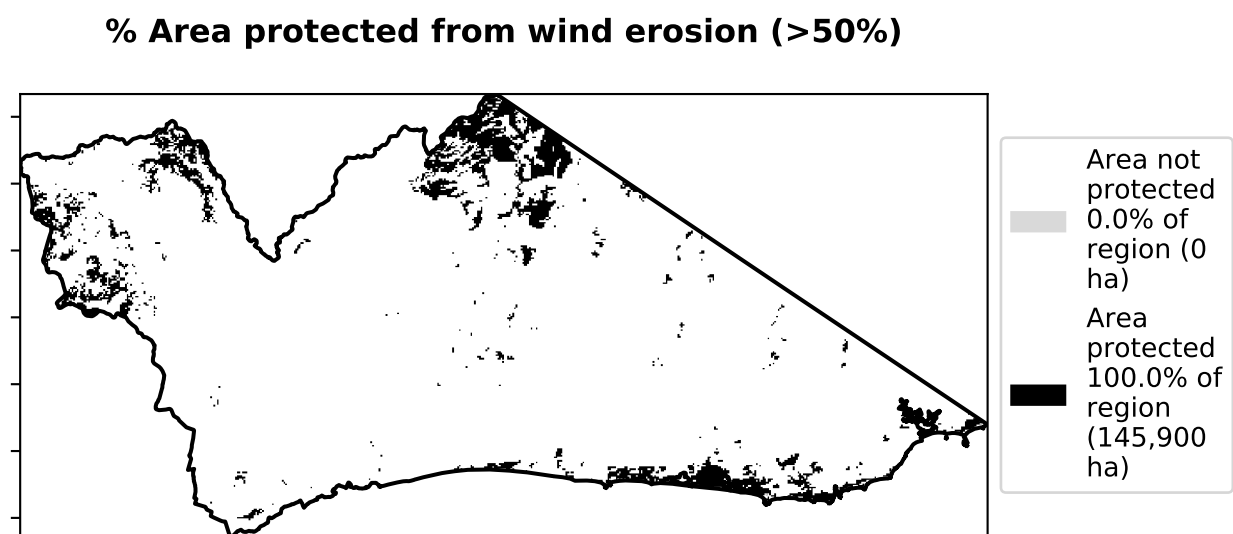 % Area protected from wind erosion (>50%)
Area not
protected
0.0% of
region (0
ha)
Area
protected
100.0% of
region
(145,900
ha)